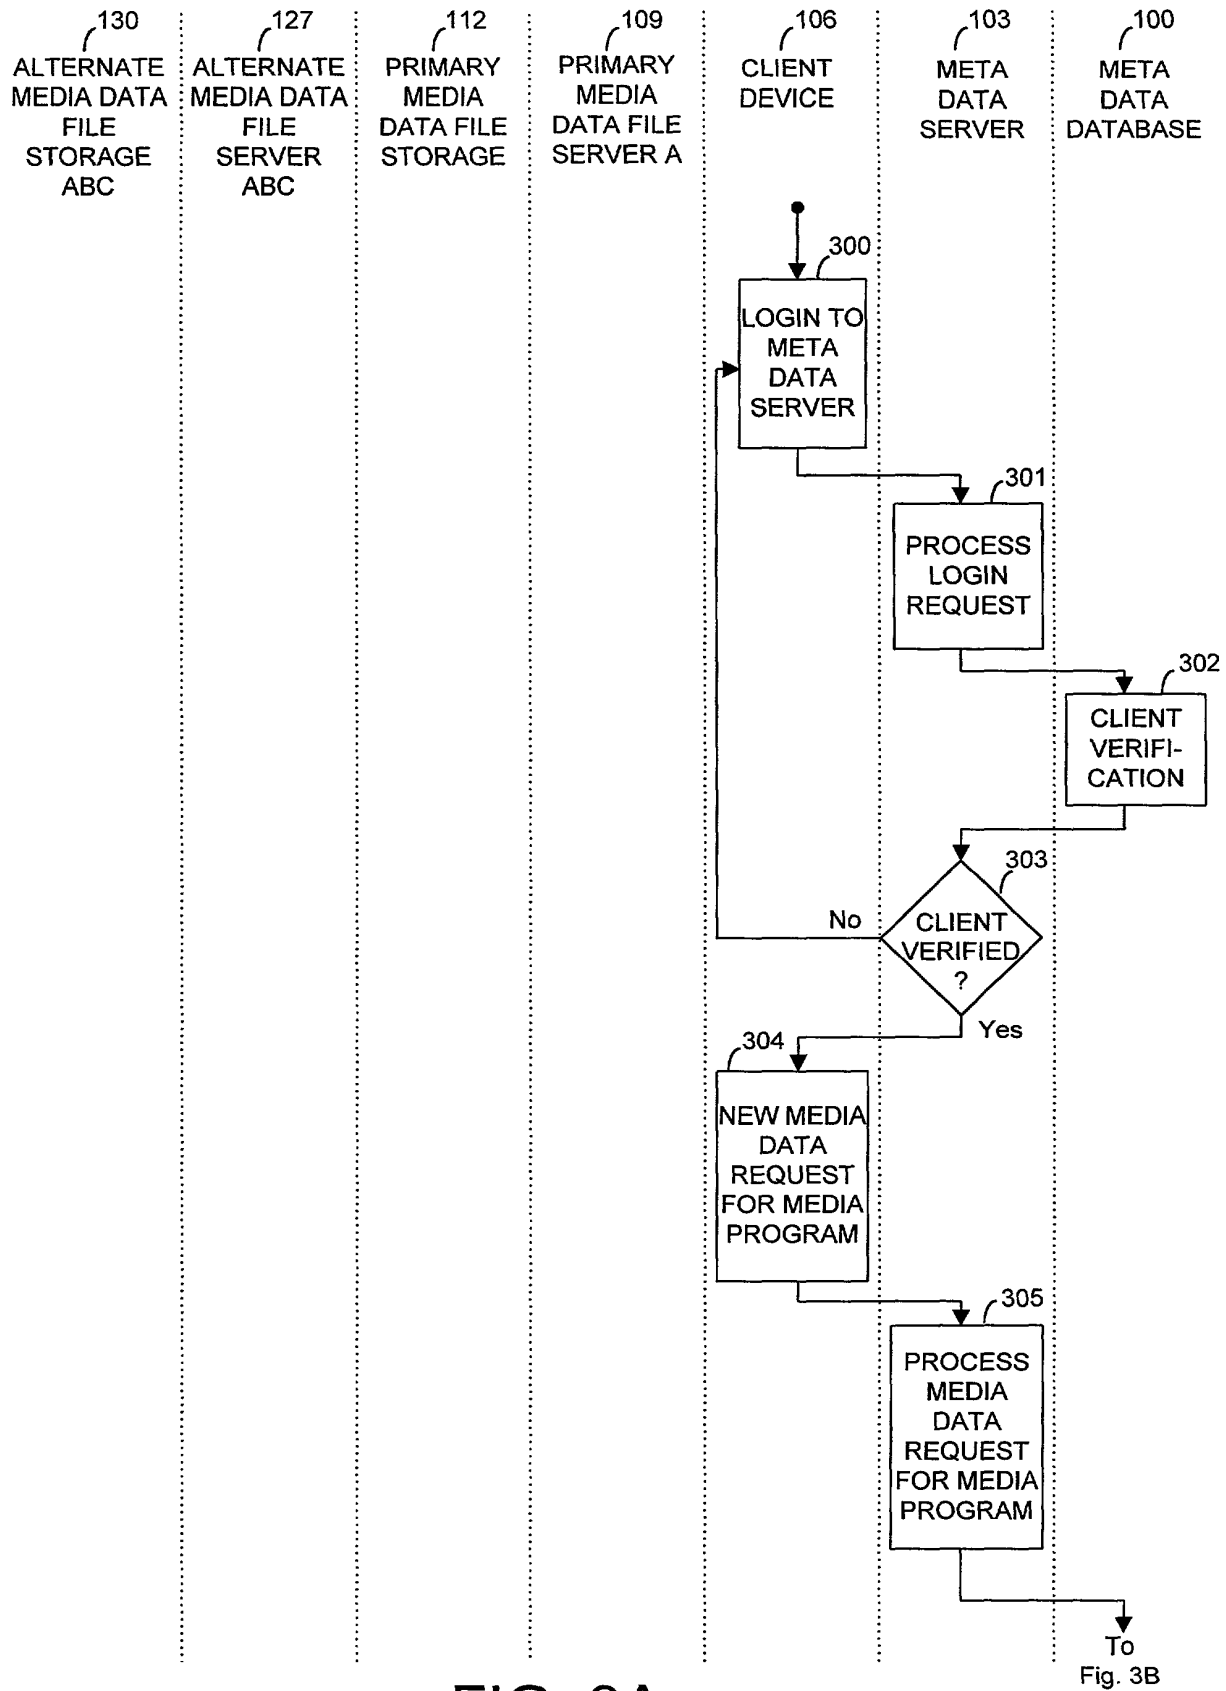 130
ALTERNATE
MEDIA DATA
FILE
STORAGE
ABC
127
ALTERNATE
MEDIA DATA
FILE
SERVER
ABC
112
PRIMARY
MEDIA
DATA FILE
STORAGE
109
PRIMARY
MEDIA
DATA FILE
SERVER A
106
CLIENT
DEVICE
103
META
DATA
SERVER
100
META
DATA
DATABASE
300
LOGIN TO
META
DATA
SERVER
301
PROCESS
LOGIN
REQUEST
302
CLIENT
VERIFI-
CATION
303
CLIENT
VERIFIED
?
No
Yes
304
NEW MEDIA
DATA
REQUEST
FOR MEDIA
PROGRAM
305
PROCESS
MEDIA
DATA
REQUEST
FOR MEDIA
PROGRAM
To
Fig. 3B